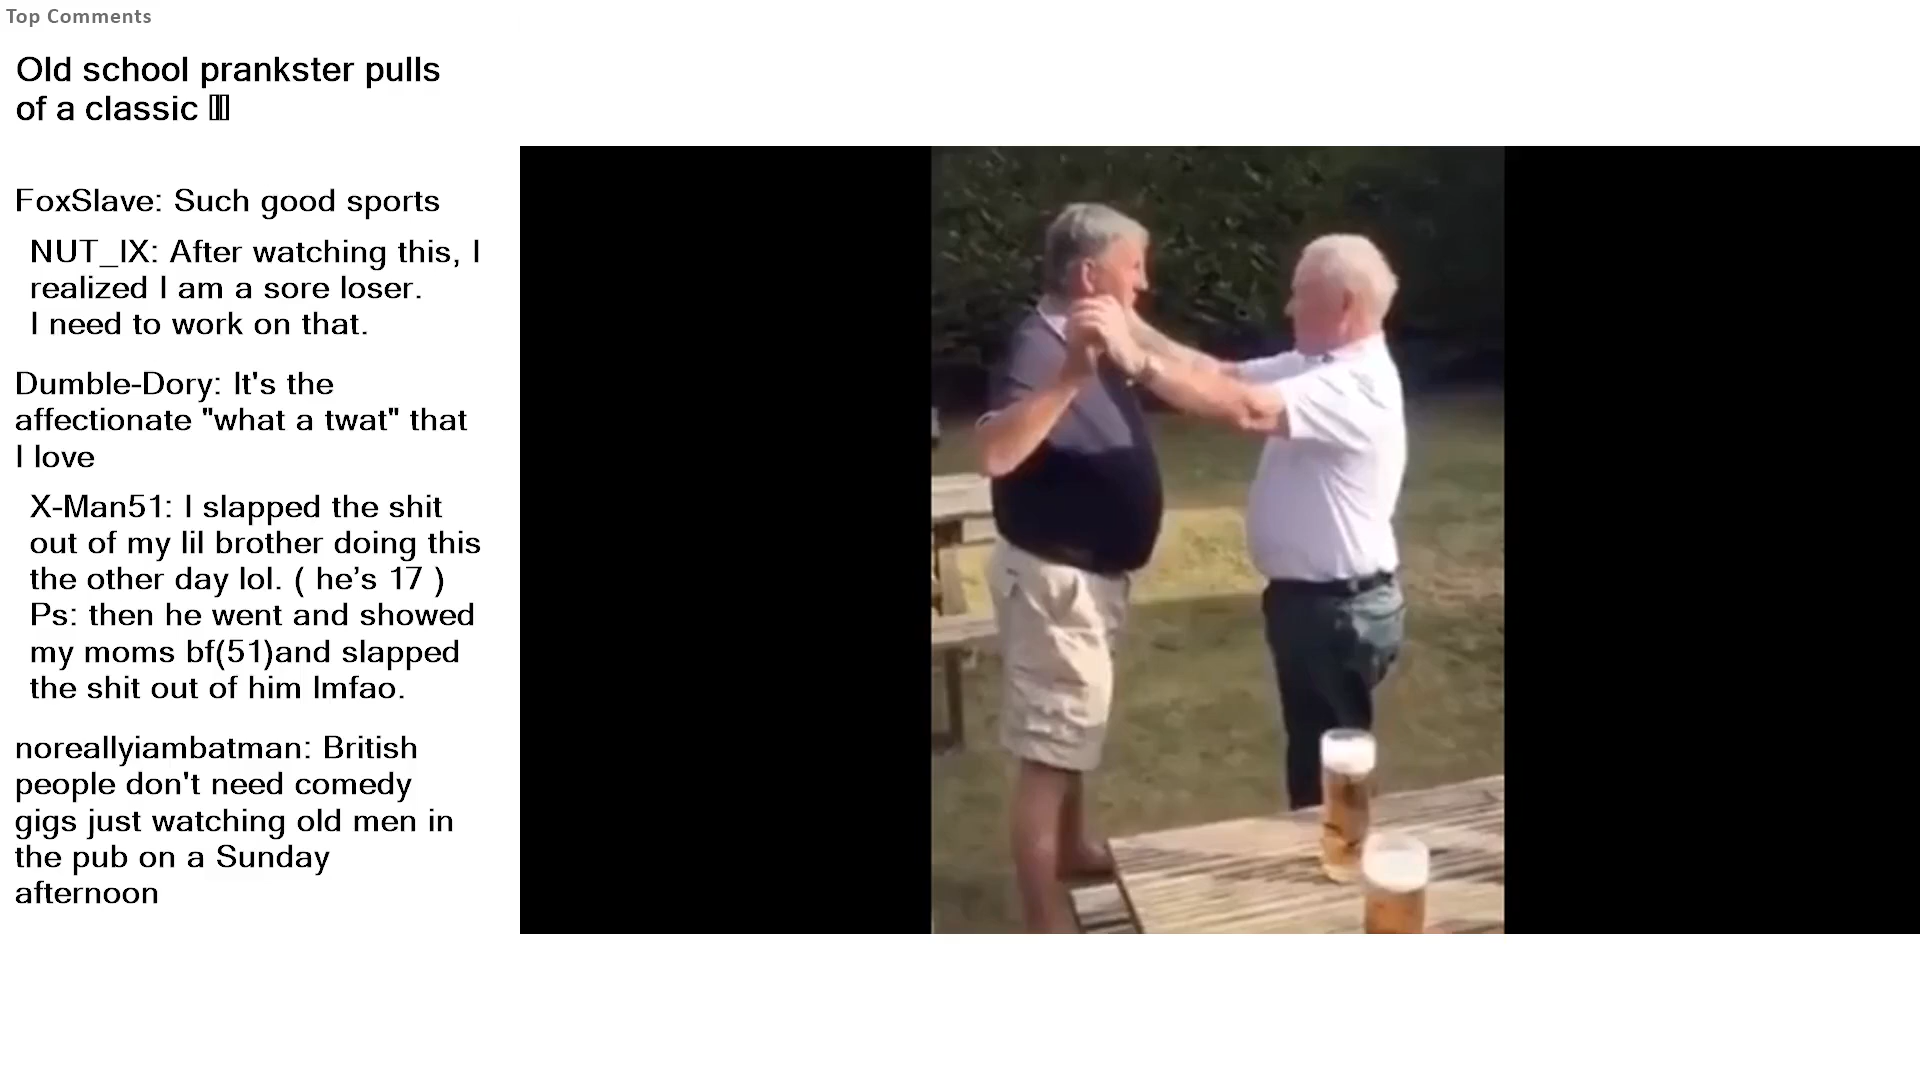 Top Comments
Old school prankster pulls
of a classic
FoxSlave: Such good sports
NUT_IX: After watching this, I
realized I am a sore loser.
I need to work on that.
Dumble-Dory: It's the
affectionate "what a twat" that
I love
X-Man51: I slapped the shit
out of my lil brother doing this
the other day lol. ( he’s 17 )
Ps: then he went and showed
my moms bf(51)and slapped
the shit out of him lmfao.
noreallyiambatman: British
people don't need comedy
gigs just watching old men in
the pub on a Sunday
afternoon